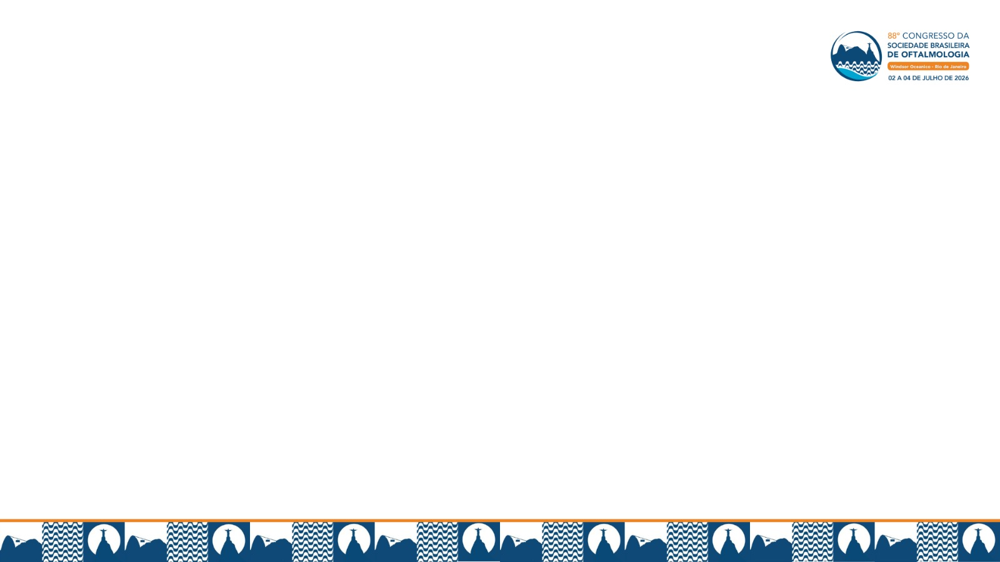 88º CONGRESSO DA
SOCIEDADE BRASILEIRA
DE OFTALMOLOGIA
Windsor Oceanico - Rio de Janeiro
02 A 04 DE JULHO DE 2026